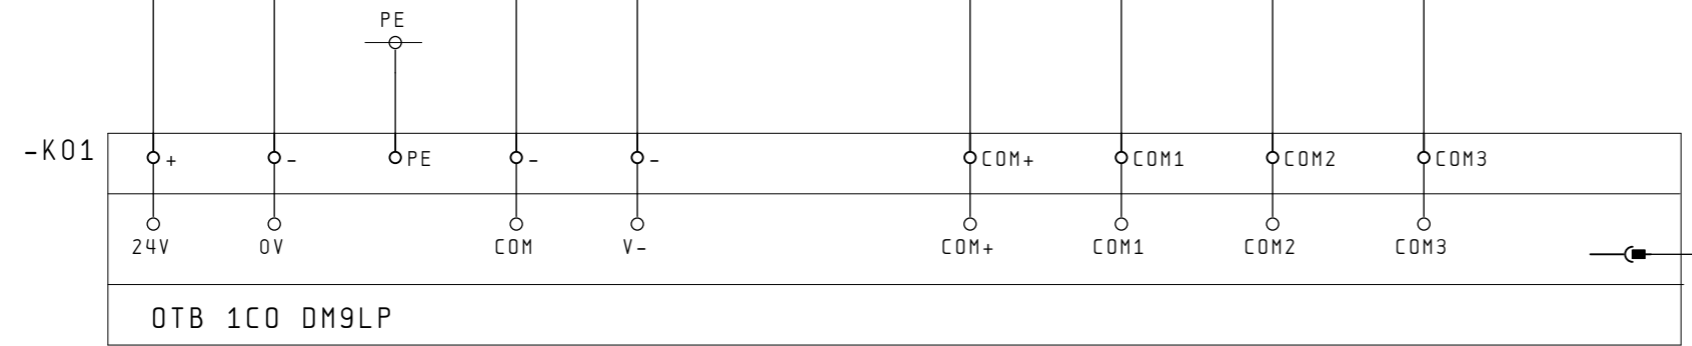 PE
-K01 + - PE - - COM+ COM1 COM2 COM3
24V 0V COM V- COM+ COM1 COM2 COM3
OTB 1C0 DM9LP